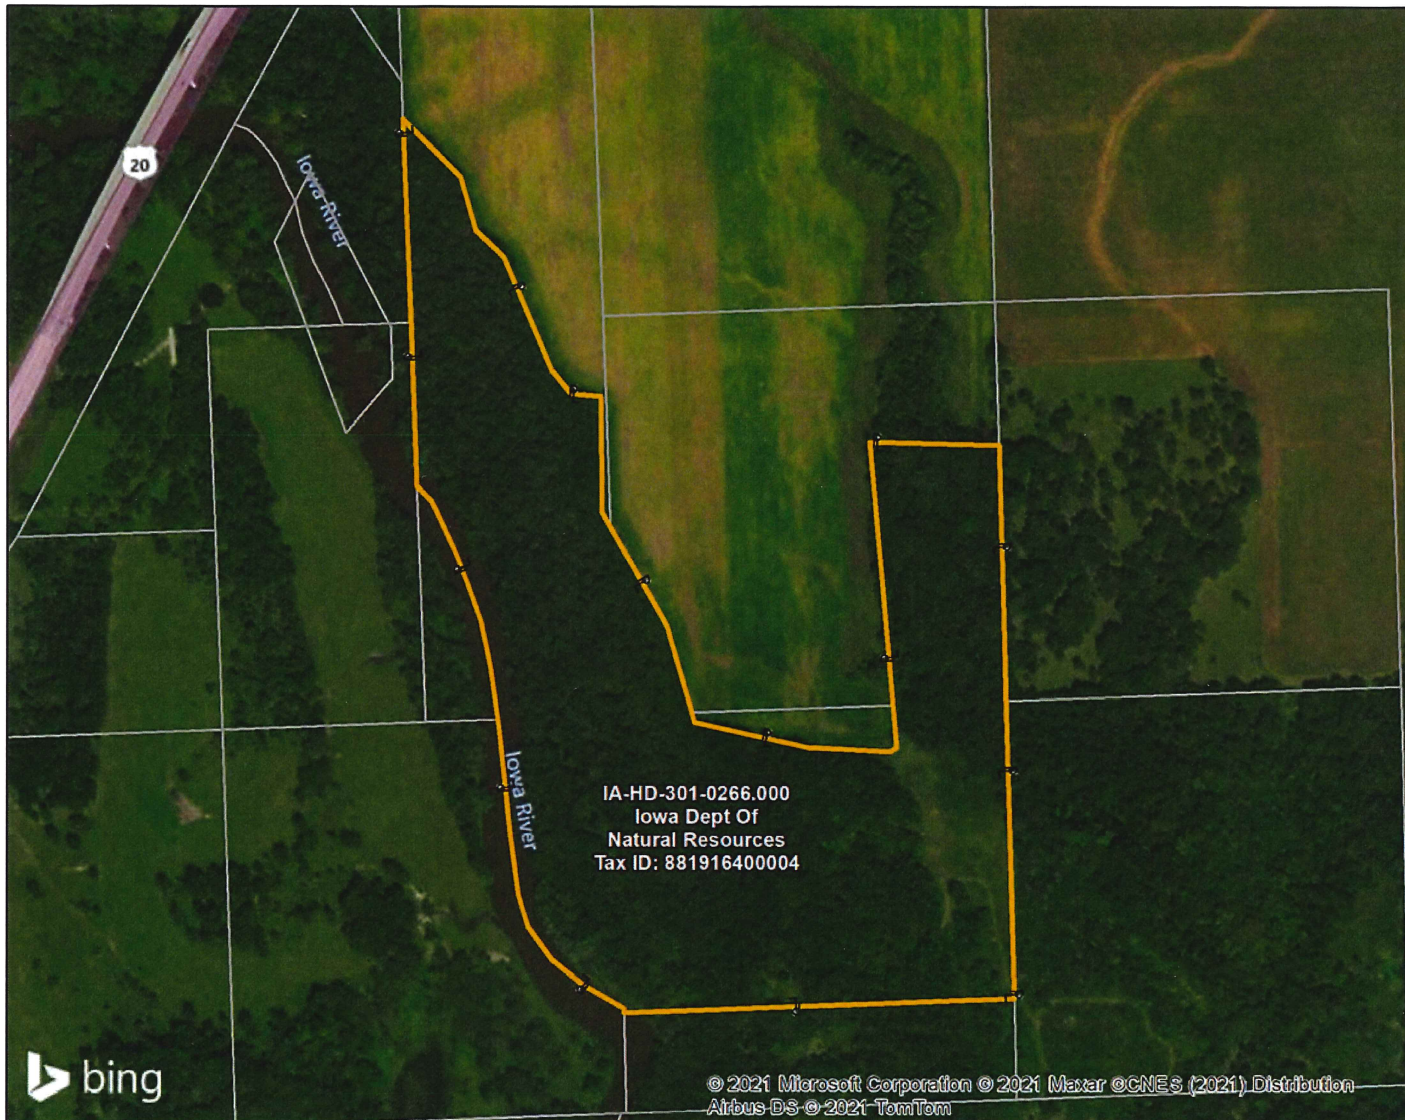 20
Iowa River
Iowa River
IA-HD-301-0266.000
Iowa Dept Of
Natural Resources
Tax ID: 881916400004
bing
© 2021 Microsoft Corporation © 2021 Maxar ©CNES (2021) Distribution
Airbus DS © 2021 TomTom